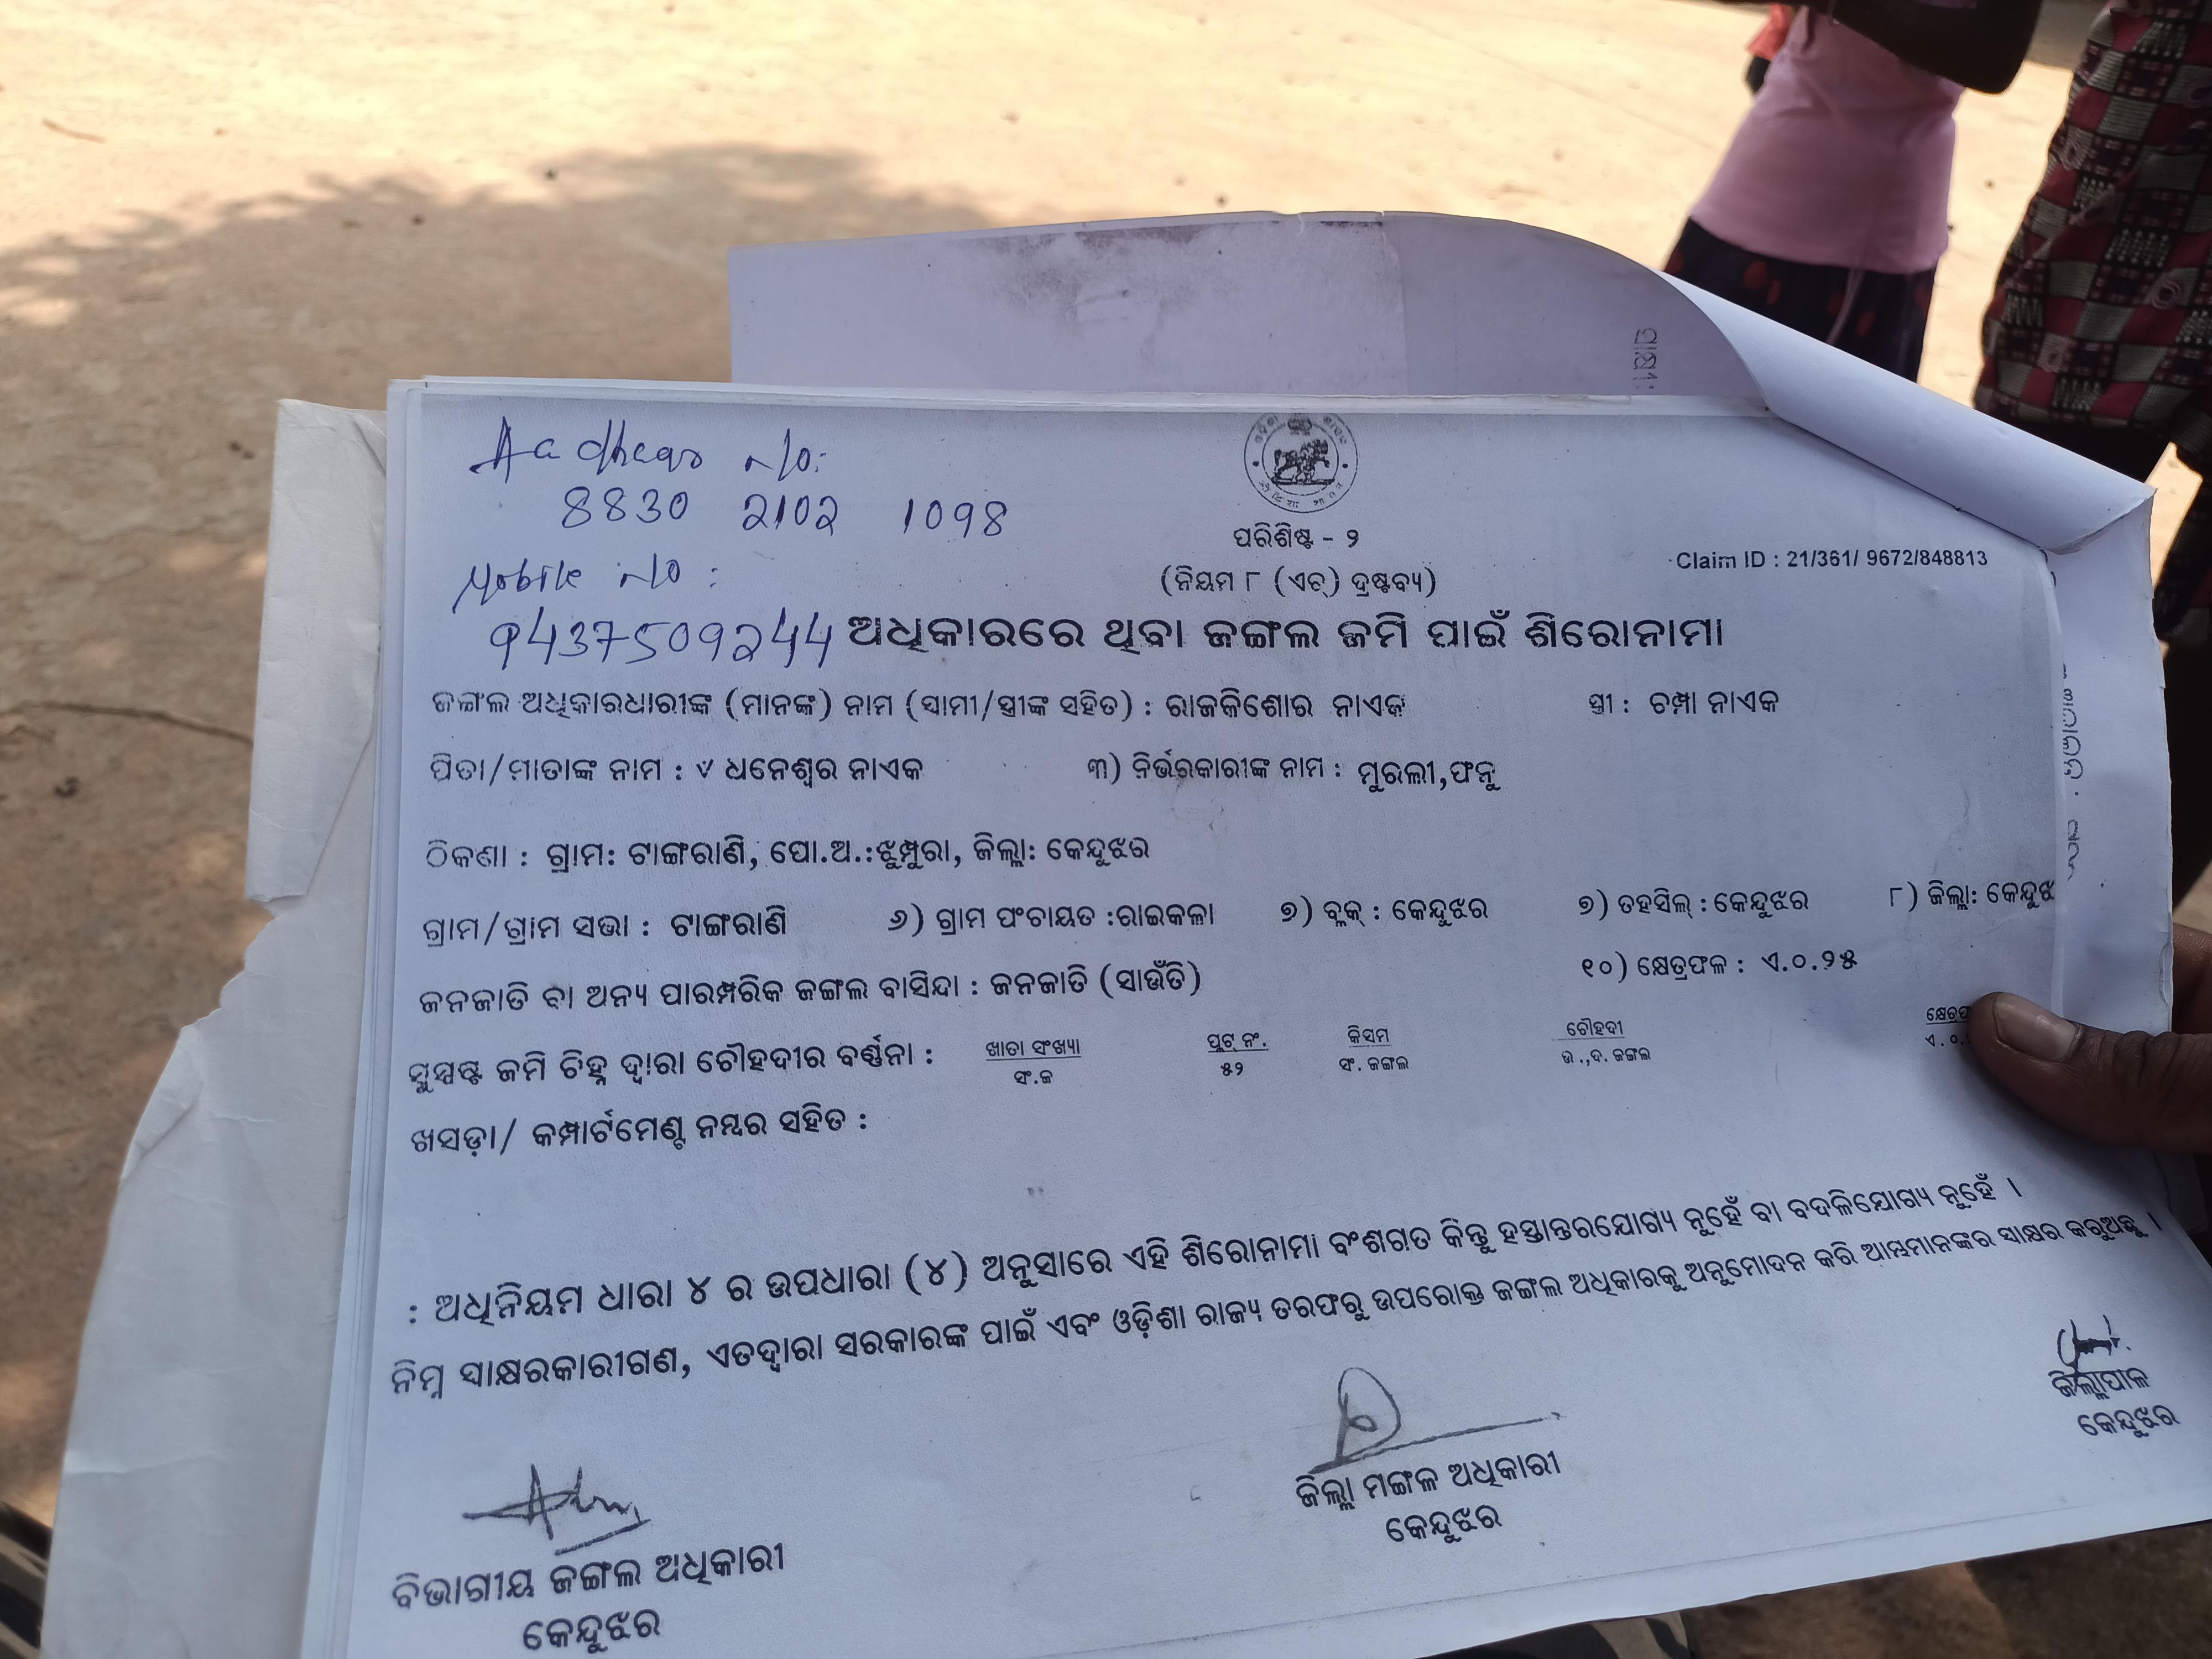 Aadhaar No:
8830 2102 1098
Mobile No:
9437509244
ପରିଶିଷ୍ଟ - ୨
(ନିୟମ ୮ (ଏଚ୍) ଦ୍ରଷ୍ଟବ୍ୟ)
Claim ID : 21/361/ 9672/848813
ଅଧିକାରରେ ଥିବା ଜଙ୍ଗଲ ଜମି ପାଇଁ ଶିରୋନାମା
ଜଙ୍ଗଲ ଅଧିକାରଧାରୀଙ୍କ (ମାନଙ୍କ) ନାମ (ସ୍ୱାମୀ/ସ୍ତ୍ରୀଙ୍କ ସହିତ) : ରାଜକିଶୋର ନାଏକ ସ୍ତ୍ରୀ : ଚମ୍ପା ନାଏକ
ପିତା/ମାତାଙ୍କ ନାମ : ୪ ଧନେଶ୍ୱର ନାଏକ ୩) ନିର୍ଭରକାରୀଙ୍କ ନାମ : ମୁରଲୀ,ଫନୁ
ଠିକଣା : ଗ୍ରାମ: ଟାଙ୍ଗରାଣି, ପୋ.ଅ.:ଝୁମ୍ପୁରା, ଜିଲ୍ଲା: କେନ୍ଦୁଝର
ଗ୍ରାମ/ଗ୍ରାମ ସଭା : ଟାଙ୍ଗରାଣି ୬) ଗ୍ରାମ ପଂଚାୟତ :ରାଇକଳା ୭) ବ୍ଲକ୍ : କେନ୍ଦୁଝର ୭) ତହସିଲ୍ : କେନ୍ଦୁଝର ୮) ଜିଲ୍ଲା: କେନ୍ଦୁଝ
ଜନଜାତି ବା ଅନ୍ୟ ପାରମ୍ପରିକ ଜଙ୍ଗଲ ବାସିନ୍ଦା : ଜନଜାତି (ସାଉଁତି) ୧୦) କ୍ଷେତ୍ରଫଳ : ଏ.୦.୨୫
ସୁସ୍ପଷ୍ଟ ଜମି ଚିହ୍ନ ଦ୍ୱାରା ଚୌହଦୀର ବର୍ଣ୍ଣନା : ଖାତା ସଂଖ୍ୟା ପ୍ଲଟ୍ ନଂ. କିସମ ଚୌହଦୀ
ସଂ.ଜ ୫୨ ସଂ. ଜଙ୍ଗଲ ଉ.,ଦ. ଜଙ୍ଗଲ
ଖସଡ଼ା/ କମ୍ପାର୍ଟମେଣ୍ଟ ନମ୍ବର ସହିତ :
: ଅଧିନିୟମ ଧାରା ୪ ର ଉପଧାରା (୪) ଅନୁସାରେ ଏହି ଶିରୋନାମା ବଂଶଗତ କିନ୍ତୁ ହସ୍ତାନ୍ତରଯୋଗ୍ୟ ନୁହେଁ ବା ବଦଳିଯୋଗ୍ୟ ନୁହେଁ ।
ନିମ୍ନ ସ୍ୱାକ୍ଷରକାରୀଗଣ, ଏତଦ୍ୱାରା ସରକାରଙ୍କ ପାଇଁ ଏବଂ ଓଡ଼ିଶା ରାଜ୍ୟ ତରଫରୁ ଉପରୋକ୍ତ ଜଙ୍ଗଲ ଅଧିକାରକୁ ଅନୁମୋଦନ କରି ଆମ୍ଭମାନଙ୍କର ସ୍ୱାକ୍ଷର କରୁଅଛୁ ।
ବିଭାଗୀୟ ଜଙ୍ଗଲ ଅଧିକାରୀ
କେନ୍ଦୁଝର
ଜିଲ୍ଲା ମଙ୍ଗଳ ଅଧିକାରୀ
କେନ୍ଦୁଝର
ଜିଲ୍ଲାପାଳ
କେନ୍ଦୁଝର